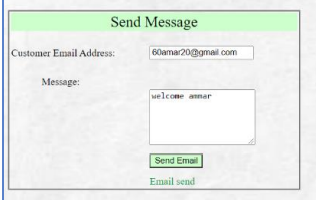 Send Message
Customer Email Address: 60amar20@gmail.com
Message:
welcome ammar
Send Email
Email send